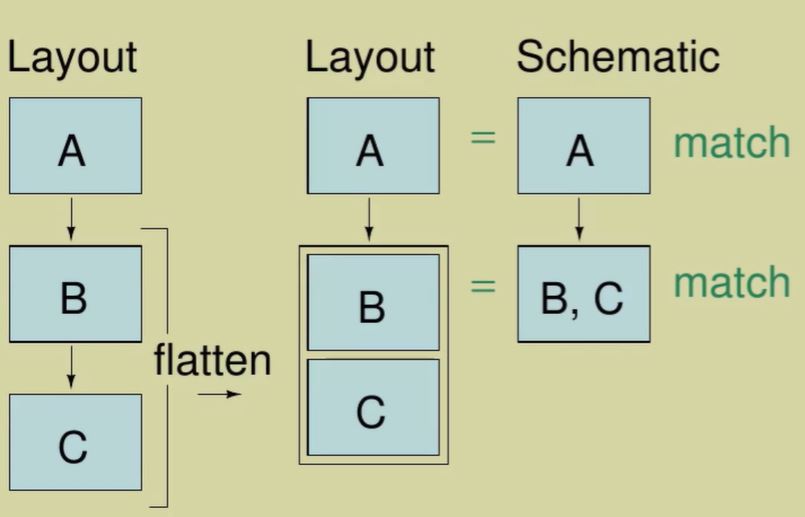 Layout
Layout
Schematic
A
A
=
A
match
B
B
=
B, C
match
flatten
C
C